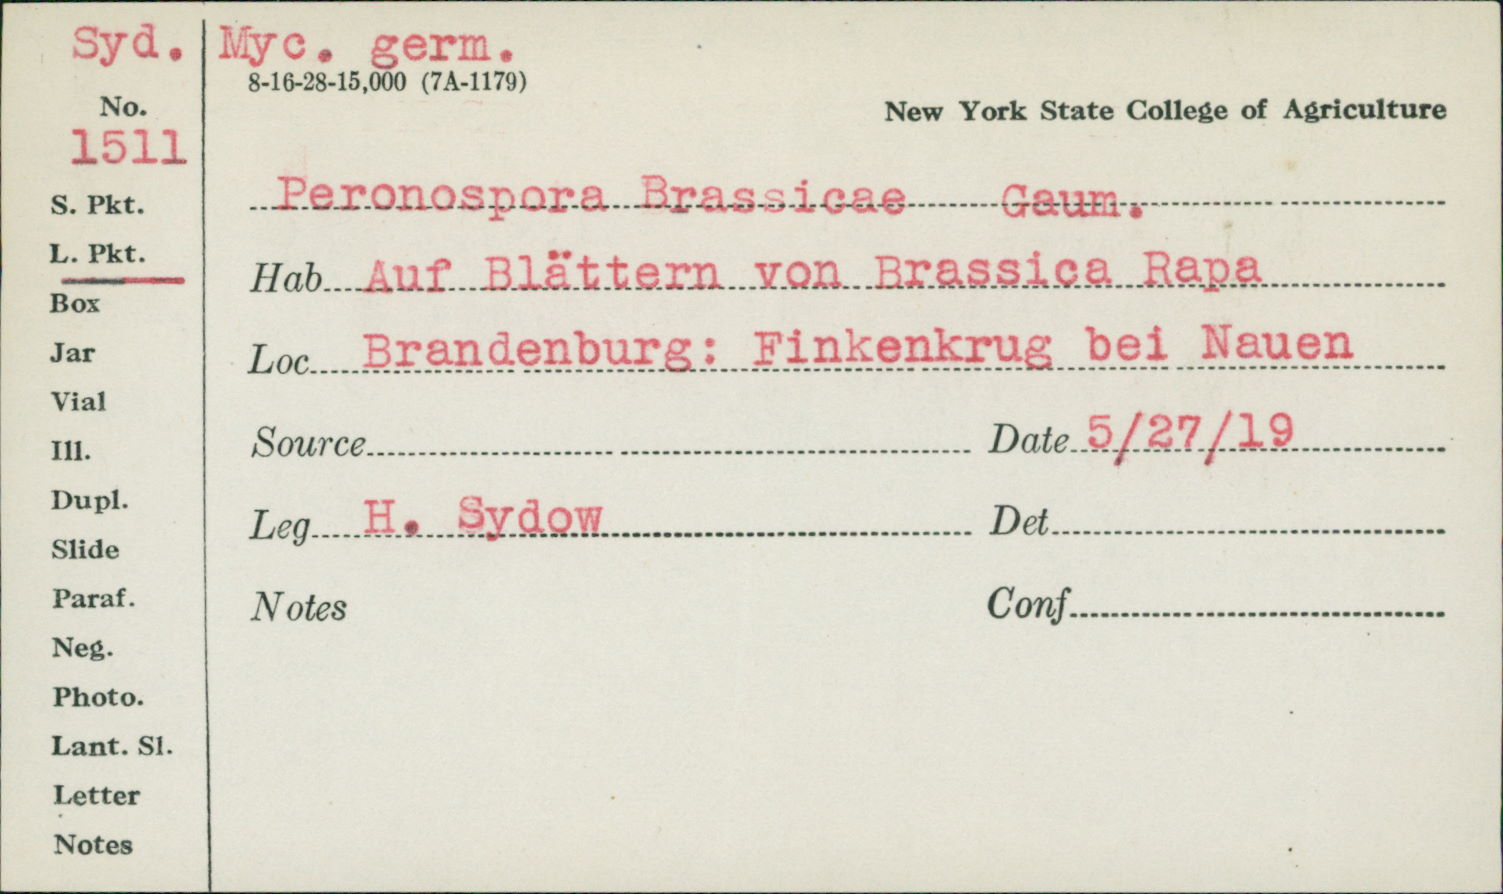 Syd. Myc. germ.
8-16-28-15,000 (7A-1179)
No.
New York State College of Agriculture
1511
Peronospora Brassicae Gaum.
S. Pkt.
L. Pkt.
Hab Auf Blättern von Brassica Rapa
Box
Jar
Loc Brandenburg: Finkenkrug bei Nauen
Vial
Ill.
Source Date 5/27/19
Dupl.
Leg H. Sydow Det
Slide
Paraf.
Notes Conf
Neg.
Photo.
Lant. Sl.
Letter
Notes